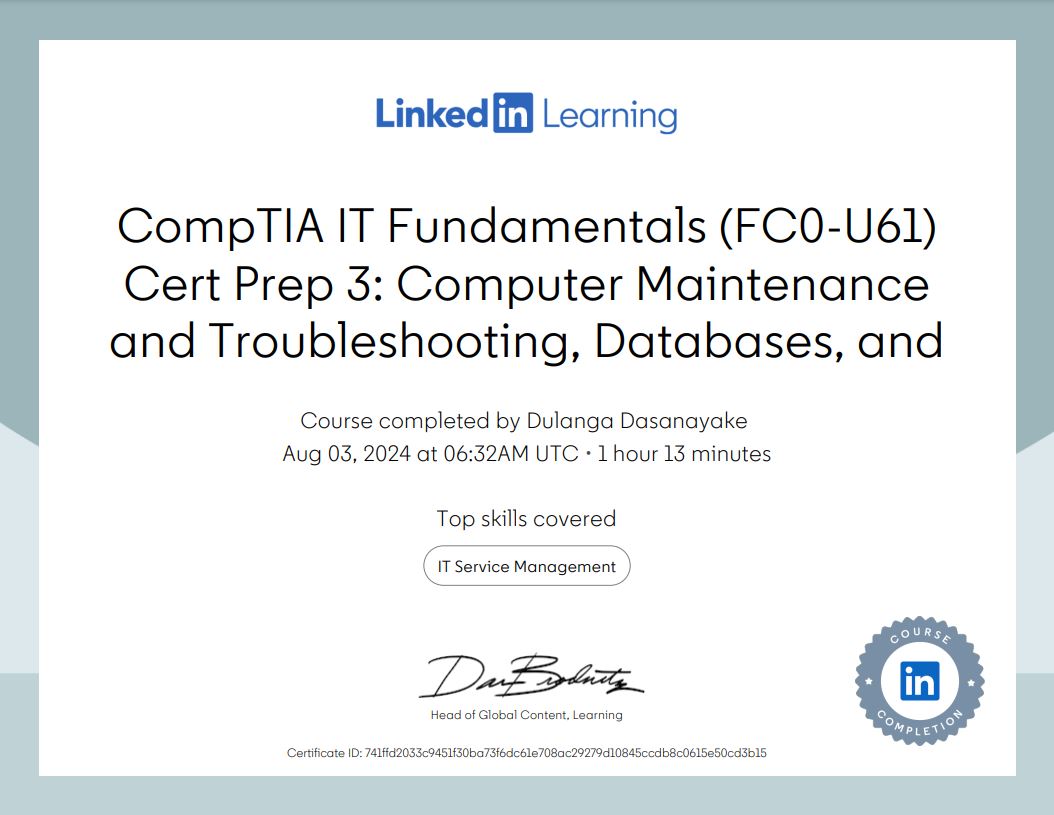 Linked in Learning
CompTIA IT Fundamentals (FC0-U61)
Cert Prep 3: Computer Maintenance
and Troubleshooting, Databases, and
Course completed by Dulanga Dasanayake
Aug 03, 2024 at 06:32AM UTC • 1 hour 13 minutes
Top skills covered
IT Service Management
Dan Brodnitz
Head of Global Content, Learning
COURSE
in
COMPLETION
Certificate ID: 741ffd2033c9451f30ba73f6dc61e708ac29279d10845ccdb8c0615e50cd3b15